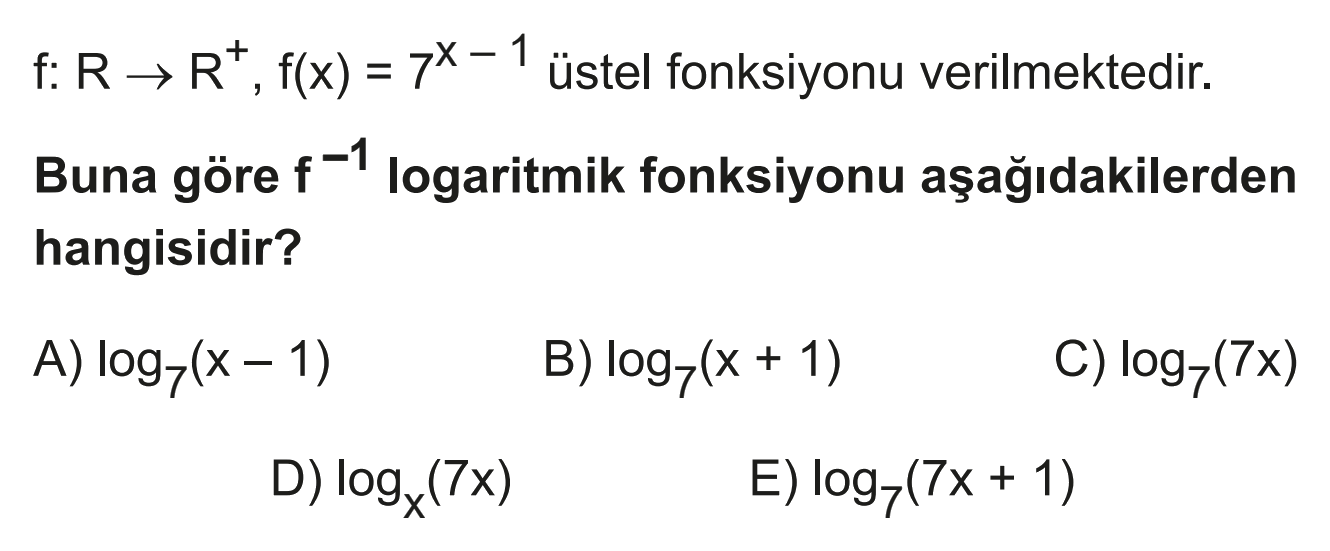 f: R → R⁺, f(x) = 7ˣ ⁻ ¹ üstel fonksiyonu verilmektedir.
Buna göre f ⁻¹ logaritmik fonksiyonu aşağıdakilerden
hangisidir?
A) log₇(x – 1) B) log₇(x + 1) C) log₇(7x)
D) logₓ(7x) E) log₇(7x + 1)